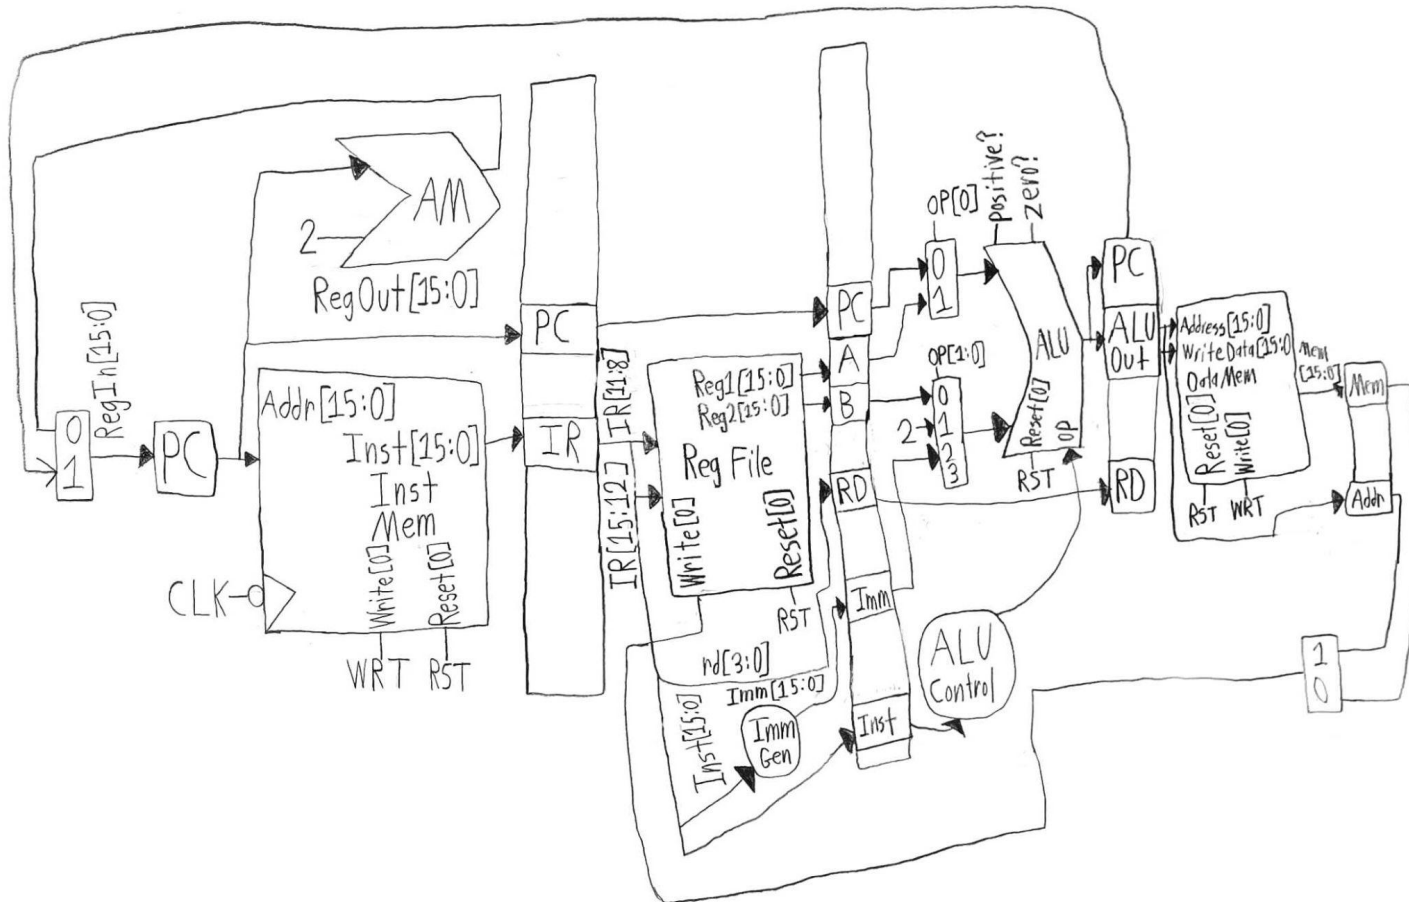 AM
2
RegOut[15:0]
RegIn[15:0]
0
1
PC
Addr[15:0]
Inst[15:0]
Inst
Mem
Write[0]
Reset[0]
CLK
WRT
RST
PC
IR
IR[11:8]
IR[15:12]
Reg1[15:0]
Reg2[15:0]
Reg File
Write[0]
Reset[0]
RST
rd[3:0]
Imm[15:0]
Inst[15:0]
Imm
Gen
PC
A
B
RD
Imm
Inst
OP[0]
0
1
OP[1:0]
0
2
1
2
3
positive?
zero?
ALU
Reset[0]
OP
RST
ALU
Control
PC
ALU
Out
RD
Address[15:0]
WriteData[15:0]
DataMem
Reset[0]
Write[0]
RST
WRT
Mem
[15:0]
Mem
Addr
1
0